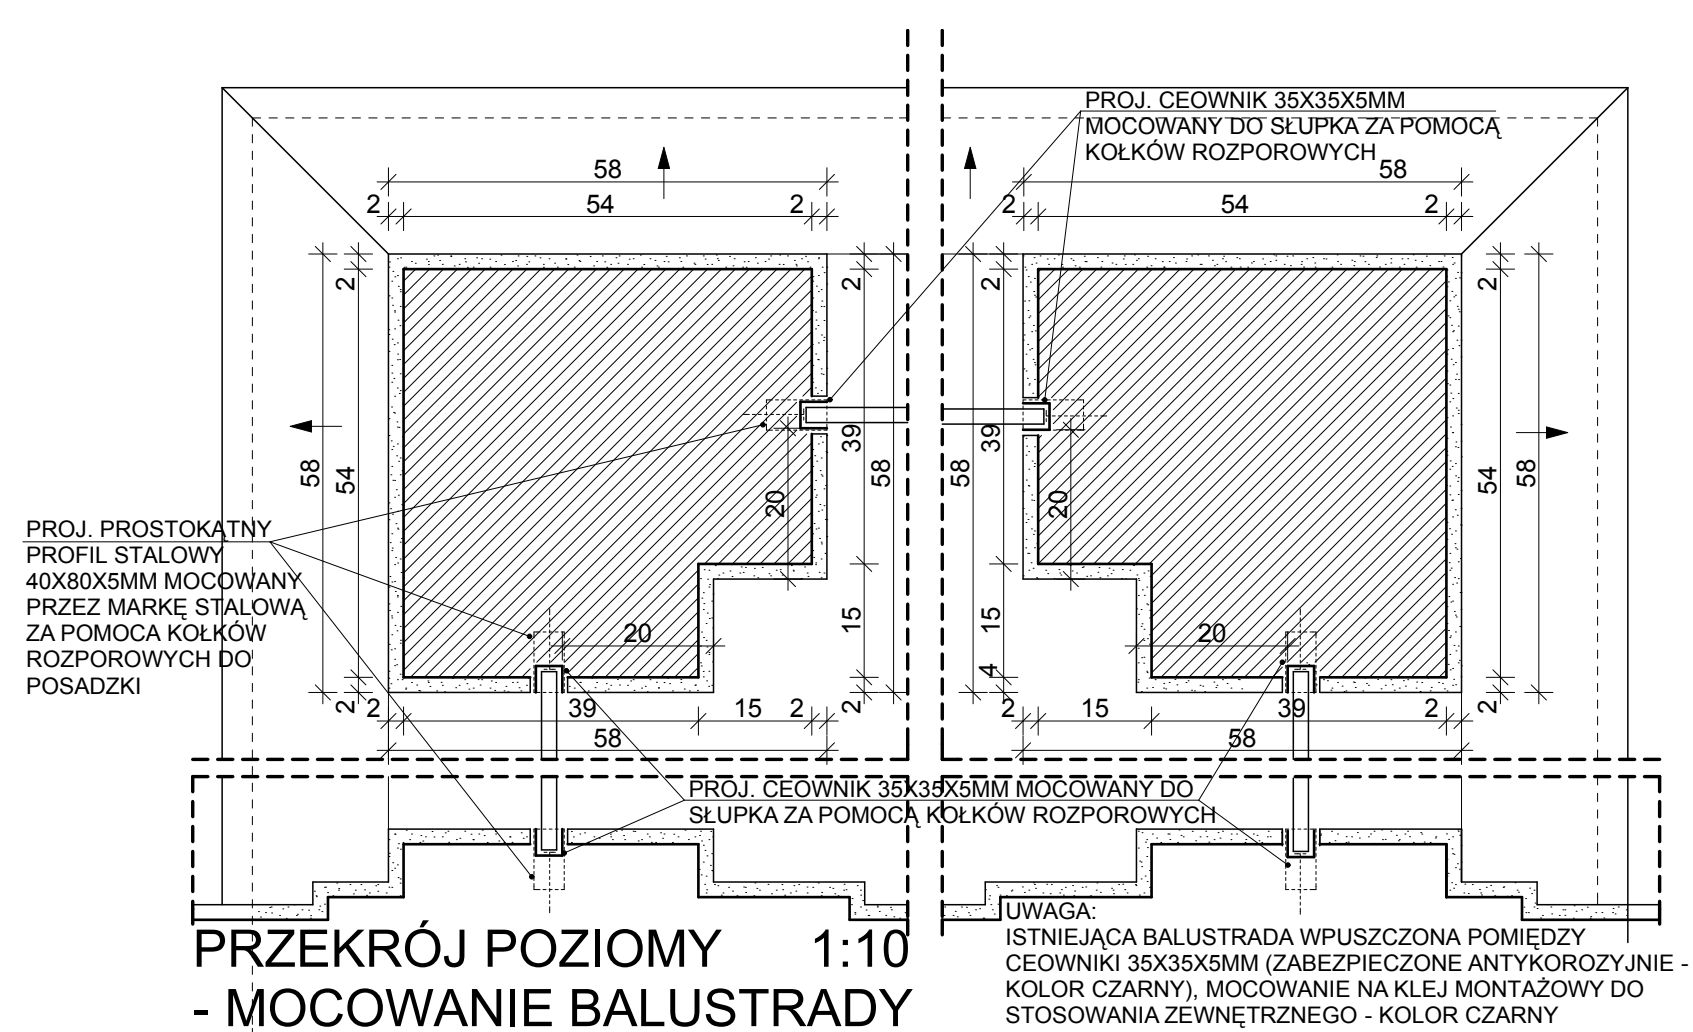 PROJ. CEOWNIK 35X35X5MM
MOCOWANY DO SŁUPKA ZA POMOCĄ
KOŁKÓW ROZPOROWYCH
58
58
2
54
2
2
54
2
2
2
2
2
58
54
39
58
58
39
54
58
20
20
PROJ. PROSTOKĄTNY
PROFIL STALOWY
40X80X5MM MOCOWANY
PRZEZ MARKĘ STALOWĄ
ZA POMOCA KOŁKÓW
ROZPOROWYCH DO
POSADZKI
20
15
15
20
4
2
2
39
15
2
2
2
15
39
2
2
58
58
PROJ. CEOWNIK 35X35X5MM MOCOWANY DO
SŁUPKA ZA POMOCĄ KOŁKÓW ROZPOROWYCH
PRZEKRÓJ POZIOMY 1:10
- MOCOWANIE BALUSTRADY
UWAGA:
ISTNIEJĄCA BALUSTRADA WPUSZCZONA POMIĘDZY
CEOWNIKI 35X35X5MM (ZABEZPIECZONE ANTYKOROZYJNIE -
KOLOR CZARNY), MOCOWANIE NA KLEJ MONTAŻOWY DO
STOSOWANIA ZEWNĘTRZNEGO - KOLOR CZARNY